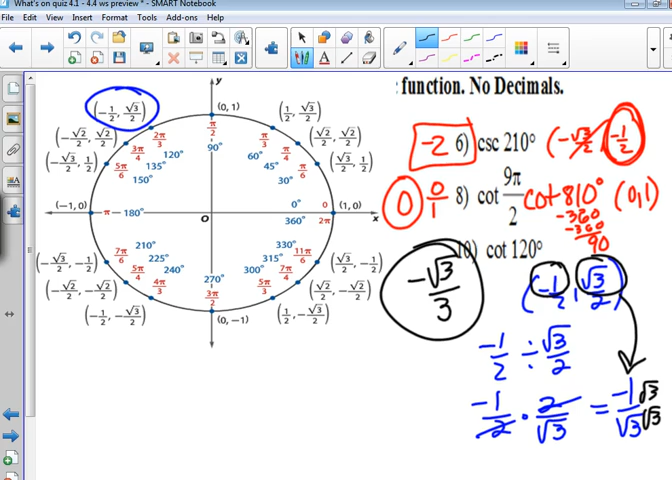 What's on quiz 4.1 - 4.4 ws preview * - SMART Notebook
Insert Format Tools Add-ons Help
: function. No Decimals.
-2 6) csc 210° (-√3/2, -1/2)
0 0/1 8) cot 9π/2 cot 810° (0,1)
-360
-360
90
10) cot 120°
-√3/3
(-1/2, √3/2)
-1/2 ÷ √3/2
-1/2 · 2/√3 = -1/√3 √3/√3
y
(-1/2, √3/2) (0, 1) (1/2, √3/2)
(-√2/2, √2/2) 2π/3 π/2 π/3 (√2/2, √2/2)
3π/4 120° 90° 60° π/4
(-√3/2, 1/2) 5π/6 135° 45° π/6 (√3/2, 1/2)
150° 30°
(-1, 0) π 180° O 0° 0 (1, 0)
360° 2π x
(-√3/2, -1/2) 7π/6 210° 330° 11π/6 (√3/2, -1/2)
5π/4 225° 315° 7π/4
(-√2/2, -√2/2) 4π/3 240° 270° 300° 5π/3 (√2/2, -√2/2)
3π/2
(-1/2, -√3/2) (0, -1) (1/2, -√3/2)